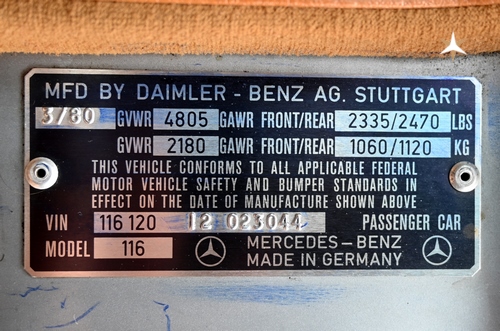 MFD BY DAIMLER - BENZ AG. STUTTGART
3/80 GVWR 4805 GAWR FRONT/REAR 2335/2470 LBS
GVWR 2180 GAWR FRONT/REAR 1060/1120 KG
THIS VEHICLE CONFORMS TO ALL APPLICABLE FEDERAL
MOTOR VEHICLE SAFETY AND BUMPER STANDARDS IN
EFFECT ON THE DATE OF MANUFACTURE SHOWN ABOVE
VIN 116 120 12 023044 PASSENGER CAR
MODEL 116 MERCEDES-BENZ
MADE IN GERMANY